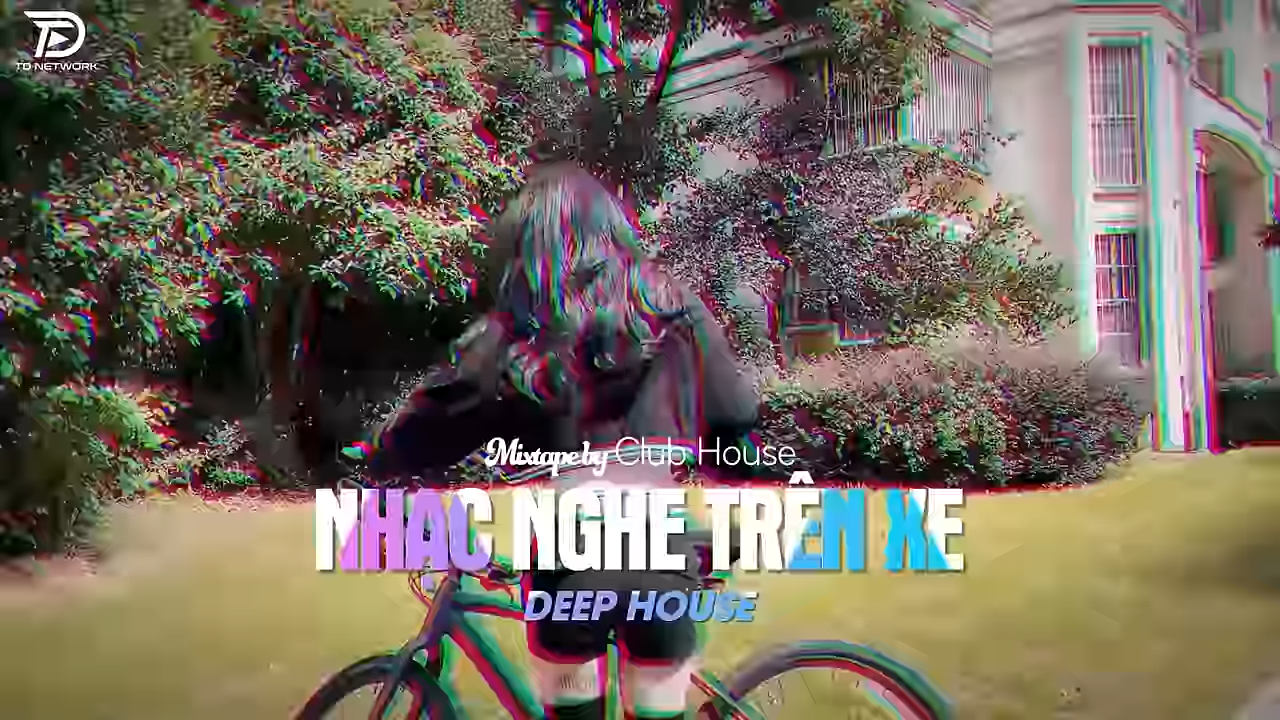 TD NETWORK
Mixtape by Club House
NHẠC NGHE TRÊN XE
DEEP HOUSE